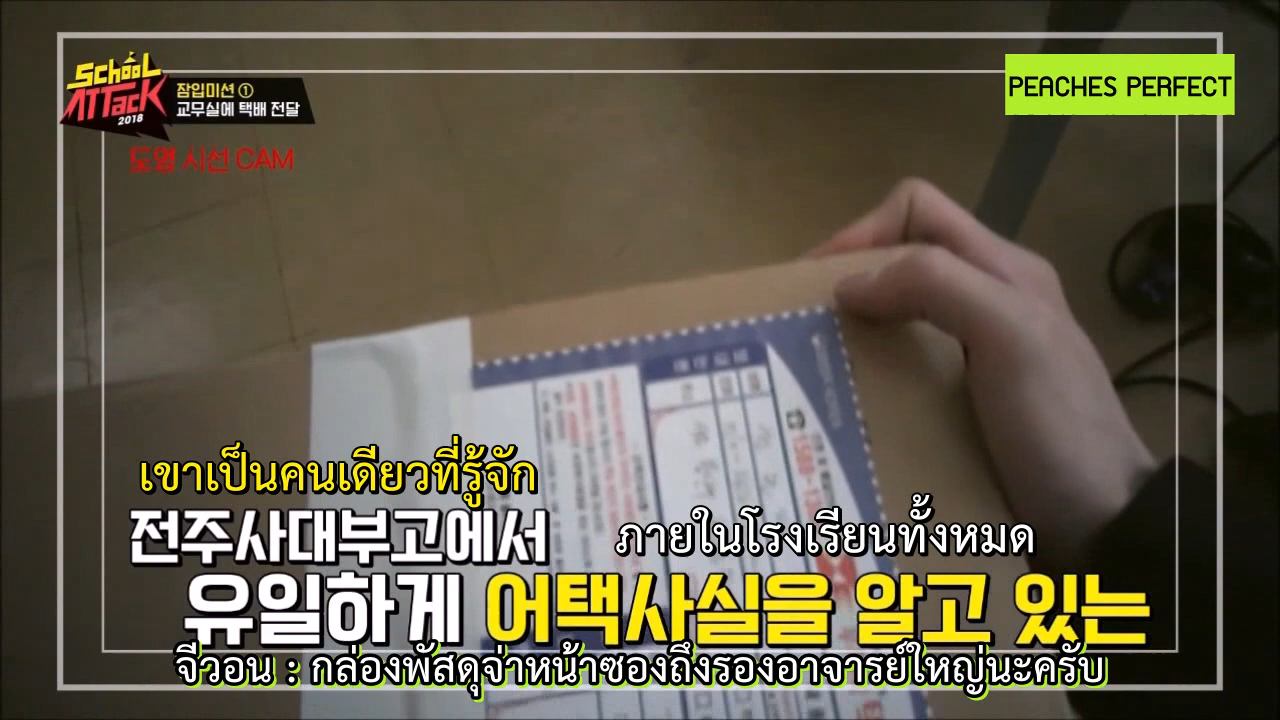 SCHOOL
ATTACK
2018
잠입미션 ①
교무실에 택배 전달
PEACHES PERFECT
도영 시선 CAM
เขาเป็นคนเดียวที่รู้จัก
전주사대부고에서
ภายในโรงเรียนทั้งหมด
유일하게 어택사실을 알고 있는
จีวอน : กล่องพัสดุจ่าหน้าซองถึงรองอาจารย์ใหญ่นะครับ